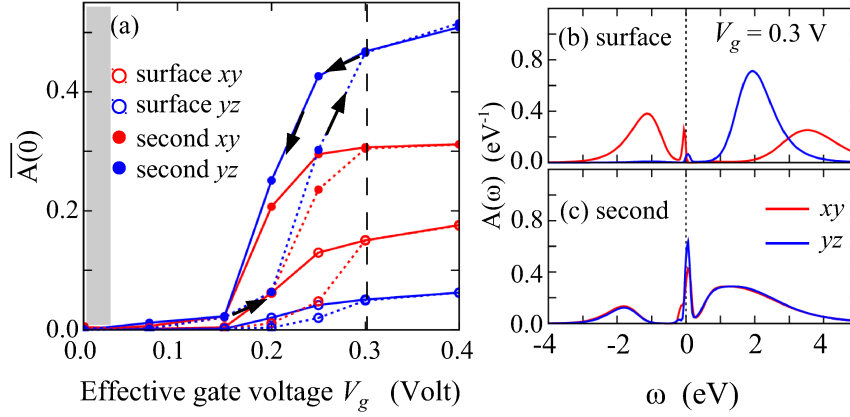 (a)
surface xy
surface yz
second xy
second yz
A(0)
0.4
0.2
0.0
0.0 0.1 0.2 0.3 0.4
Effective gate voltage Vg (Volt)
(b) surface
Vg = 0.3 V
0.8
0.4
0.0
(c) second
xy
yz
0.8
0.4
0.0
A(ω) (eV⁻¹)
-4 -2 0 2 4
ω (eV)